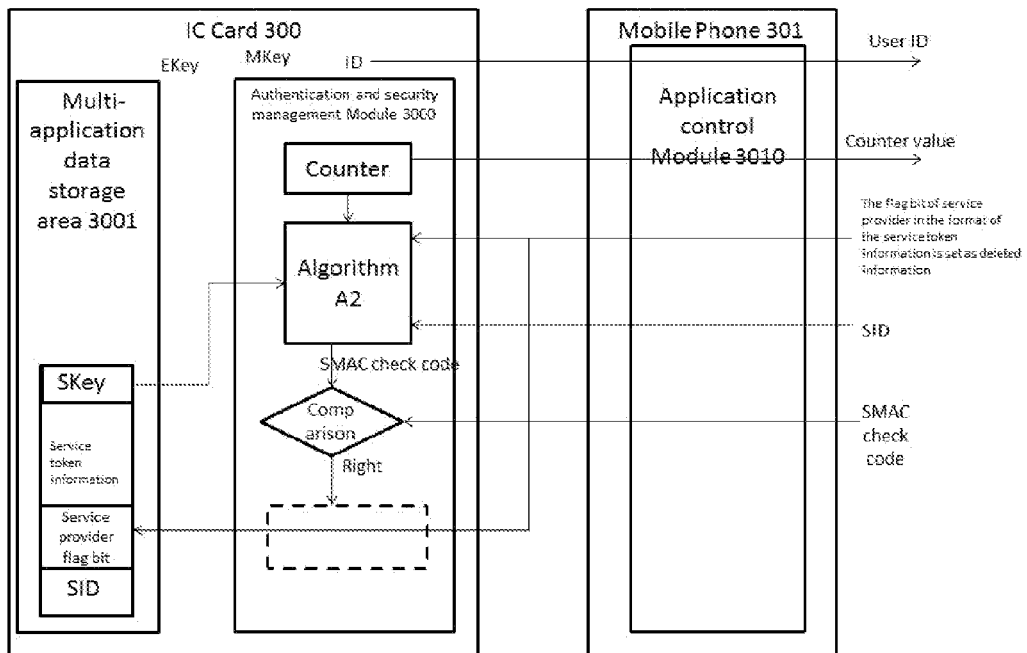 IC Card 300
Mobile Phone 301
User ID
EKey
MKey
ID
Multi-
application
data
storage
area 3001
Authentication and security
management Module 3000
Counter
Application
control
Module 3010
Counter value
Algorithm
A2
The flag bit of service
provider in the format of
the service token
information is set as deleted
information
SID
SMAC check code
SKey
Comp
arison
SMAC
check
code
Service
token
information
Right
Service
provider
flag bit
SID